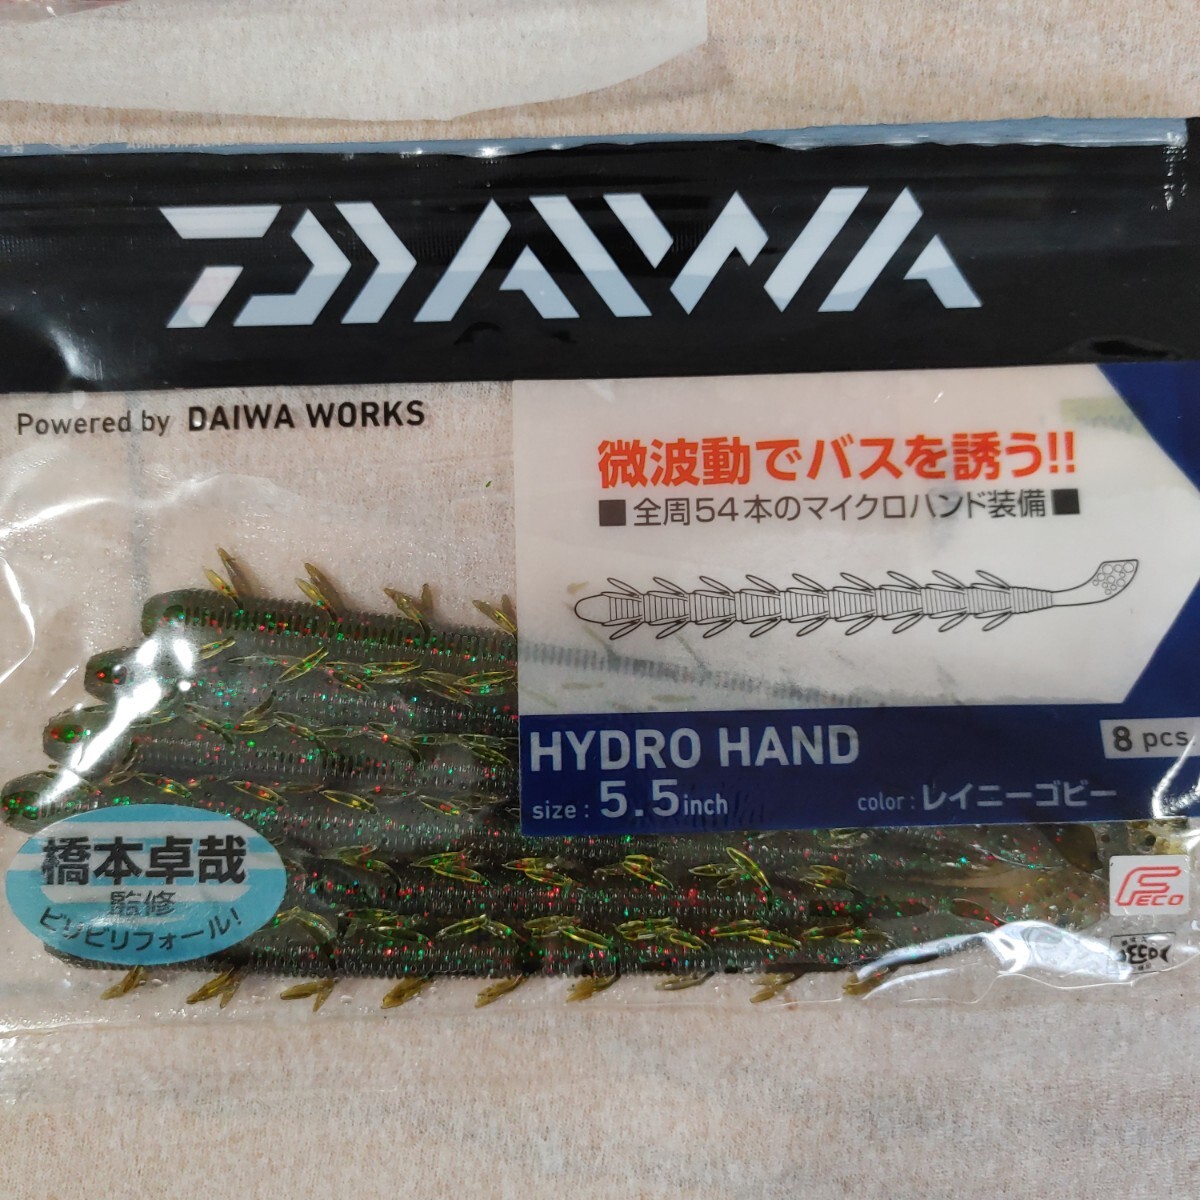 DAIWA
Powered by DAIWA WORKS
微波動でバスを誘う!!
■全周54本のマイクロハンド装備■
HYDRO HAND
8 pcs
size : 5.5inch
color : レイニーゴビー
橋本卓哉
監修
ビリビリフォール!
FECO